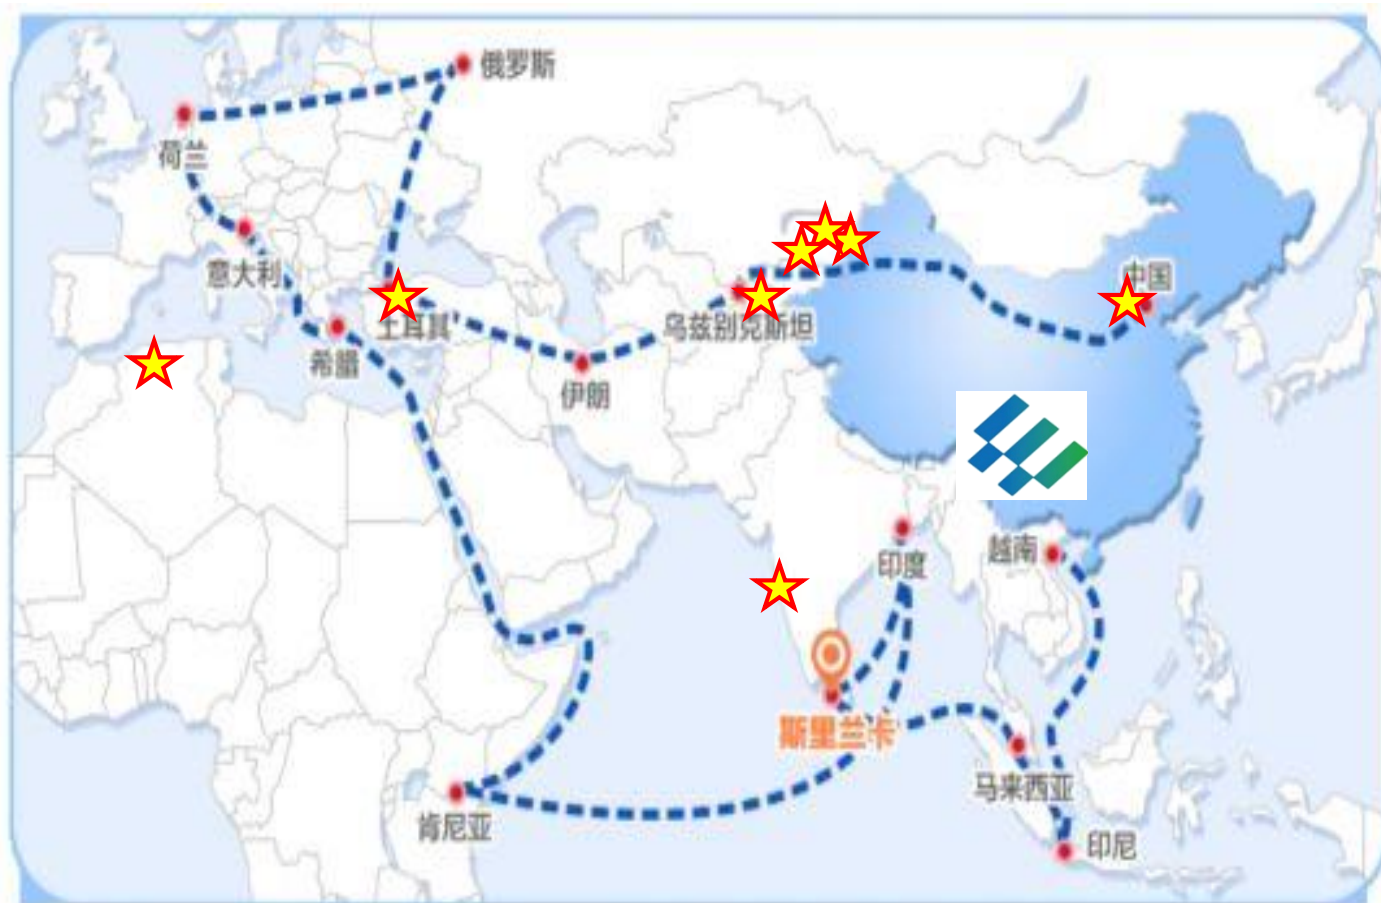 俄罗斯
荷兰
意大利
土耳其
希腊
伊朗
乌兹别克斯坦
中国
印度
越南
斯里兰卡
马来西亚
肯尼亚
印尼